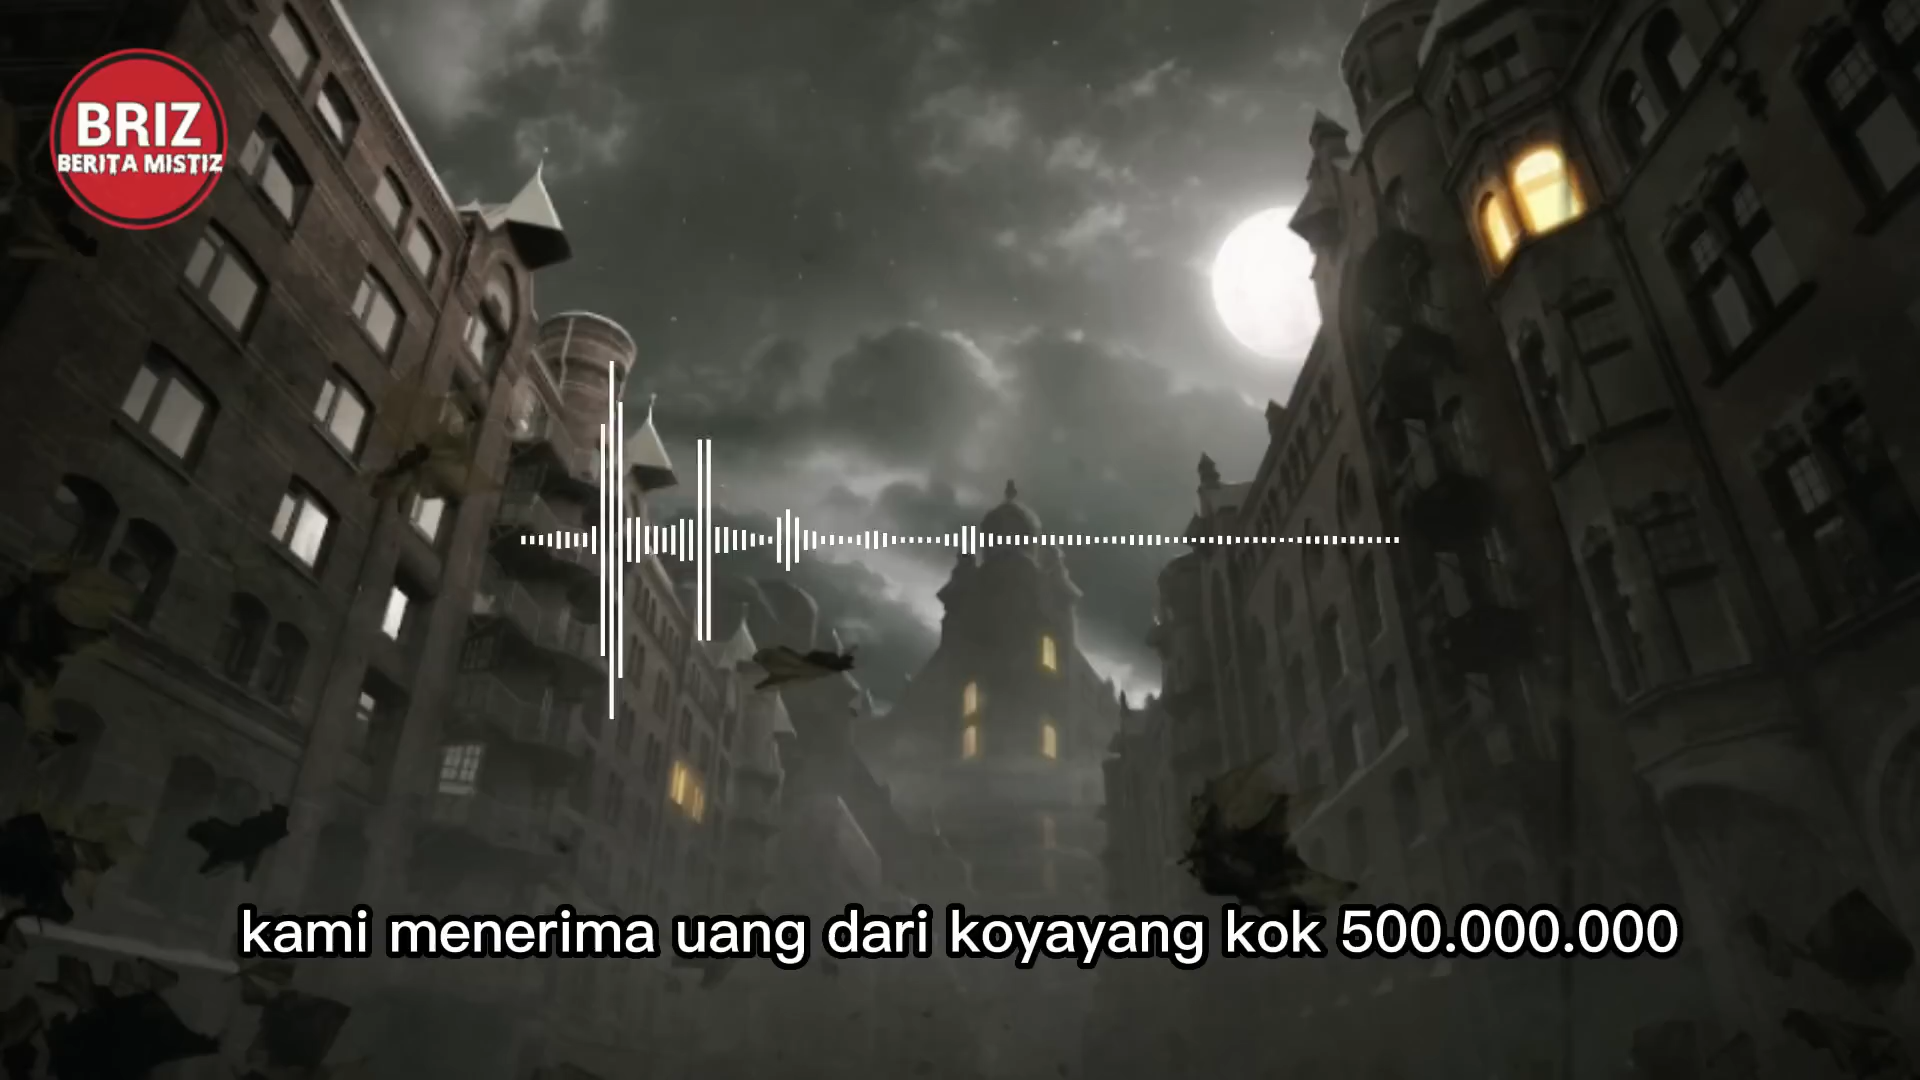 BRIZ
BERITA MISTIZ
kami menerima uang dari koyayang kok 500.000.000